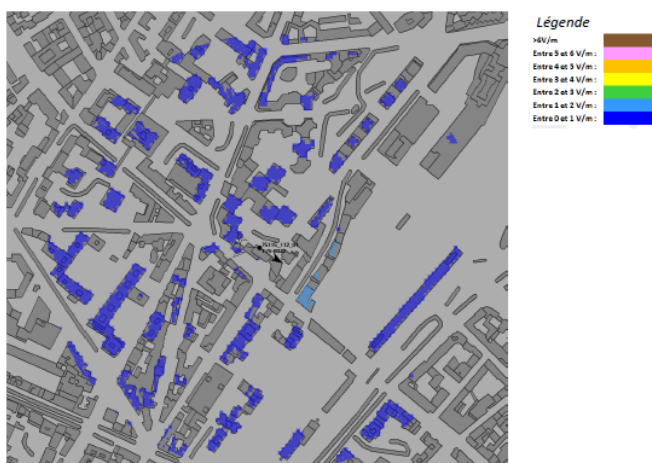 Légende
>6V/m
Entre 5 et 6 V/m :
Entre 4 et 5 V/m :
Entre 3 et 4 V/m :
Entre 2 et 3 V/m :
Entre 1 et 2 V/m :
Entre 0 et 1 V/m :